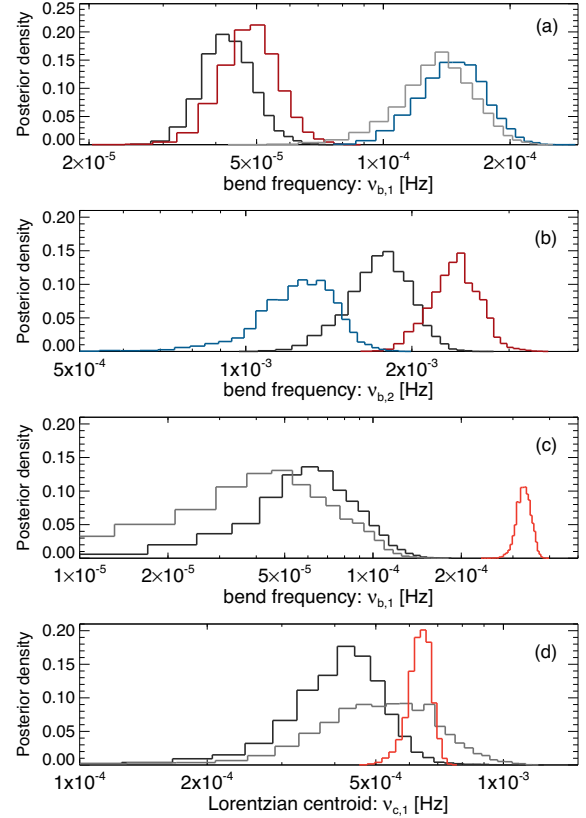 (a)
Posterior density
0.25
0.20
0.15
0.10
0.05
0.00
2×10⁻⁵ 5×10⁻⁵ 1×10⁻⁴ 2×10⁻⁴
bend frequency: ν_b,1 [Hz]
(b)
Posterior density
0.20
0.15
0.10
0.05
0.00
5×10⁻⁴ 1×10⁻³ 2×10⁻³
bend frequency: ν_b,2 [Hz]
(c)
Posterior density
0.20
0.15
0.10
0.05
0.00
1×10⁻⁵ 2×10⁻⁵ 5×10⁻⁵ 1×10⁻⁴ 2×10⁻⁴
bend frequency: ν_b,1 [Hz]
(d)
Posterior density
0.20
0.15
0.10
0.05
0.00
1×10⁻⁴ 2×10⁻⁴ 5×10⁻⁴ 1×10⁻³
Lorentzian centroid: ν_c,1 [Hz]